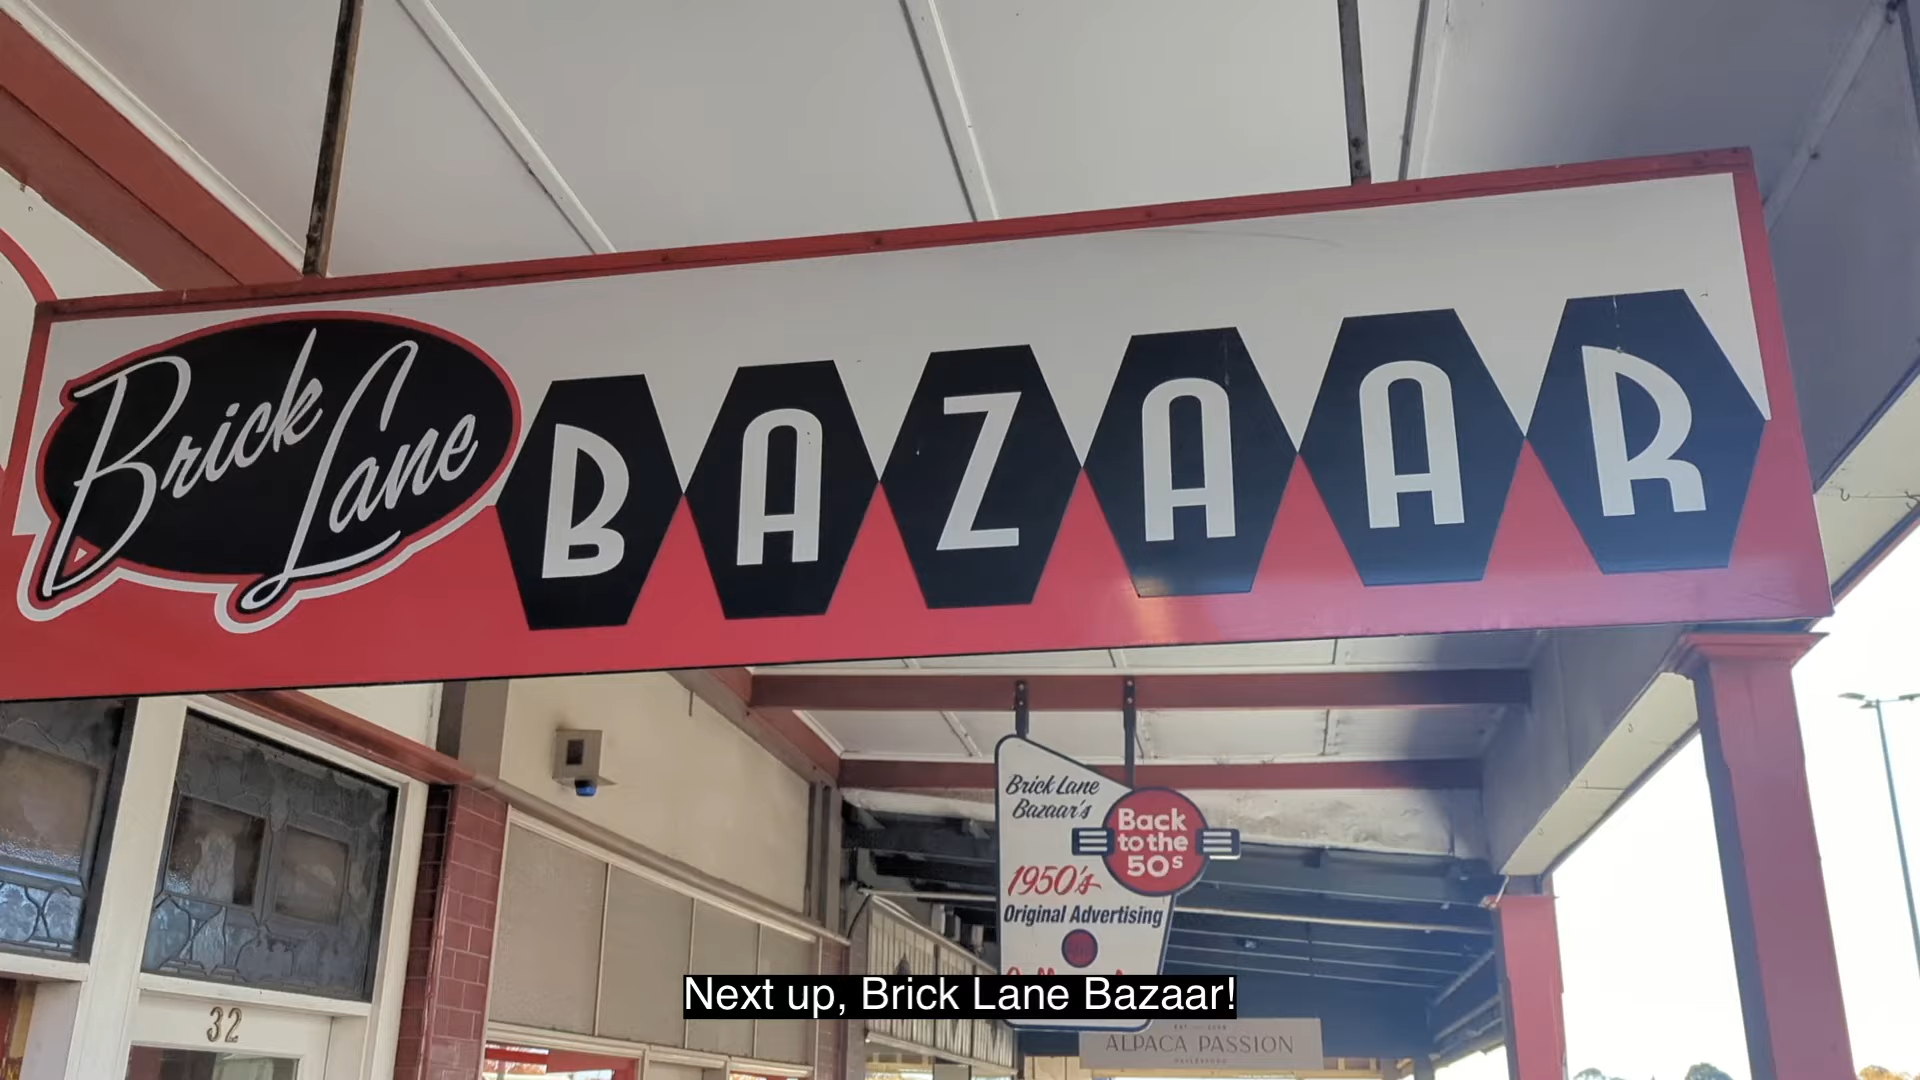 Brick
Lane
BAZAAR
Brick Lane
Bazaar's
Back
to the
50s
1950's
Original Advertising
32
Next up, Brick Lane Bazaar!
ALPACA PASSION